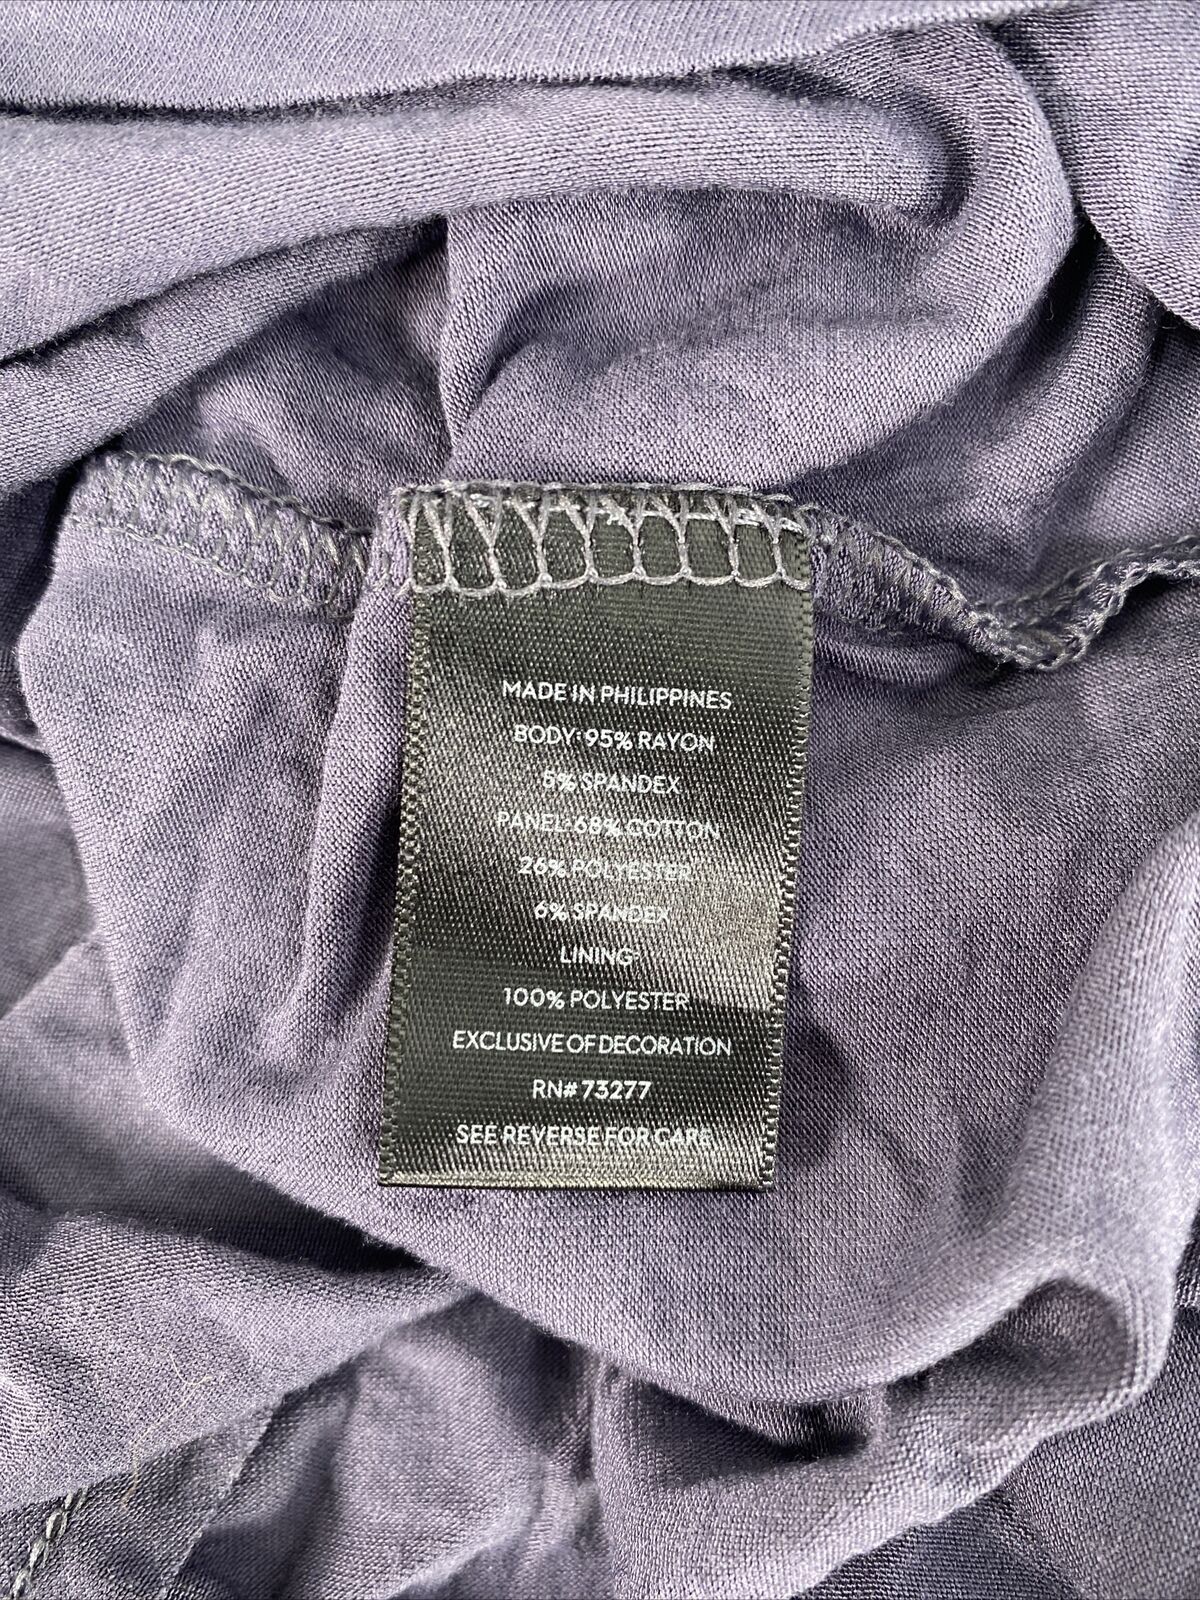 MADE IN PHILIPPINES
BODY: 95% RAYON
5% SPANDEX
PANEL: 68% COTTON
26% POLYESTER
6% SPANDEX
LINING:
100% POLYESTER
EXCLUSIVE OF DECORATION
RN# 73277
SEE REVERSE FOR CARE